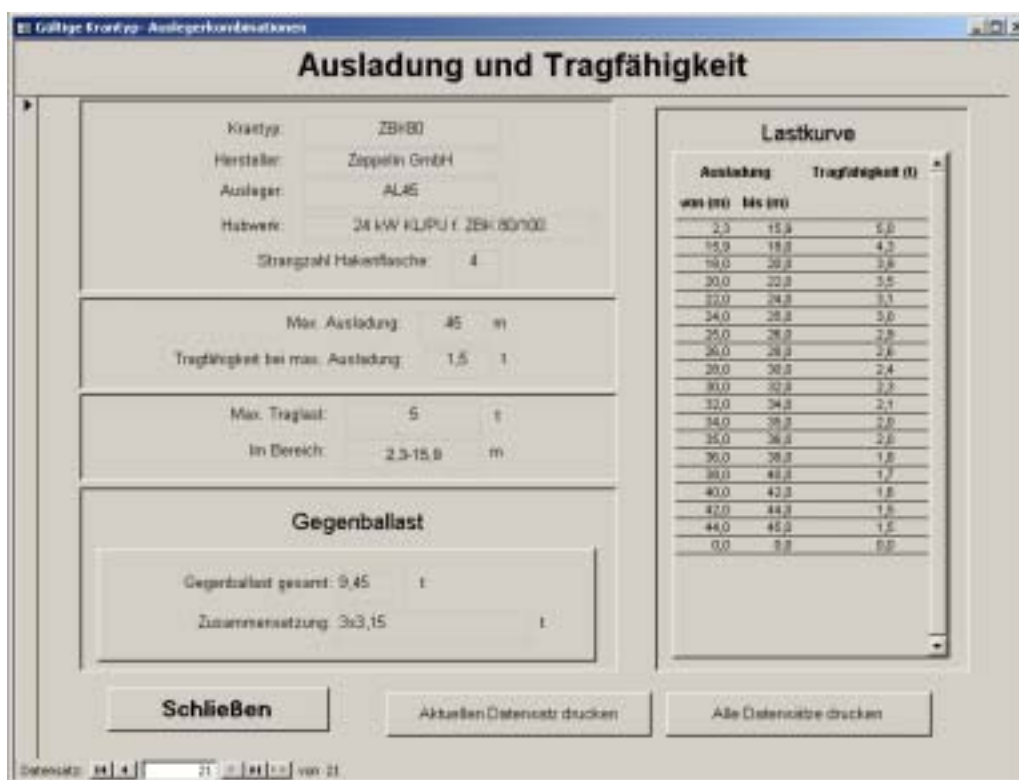 Gültige Krantyp- Auslegerkombinationen
Ausladung und Tragfähigkeit
Krantyp: ZBK80
Hersteller: Zeppelin GmbH
Ausleger: AL45
Hubwerk: 24 kW KL/PU f. ZBK 80/100
Strangzahl Hakenflasche: 4
Max. Ausladung: 45 m
Tragfähigkeit bei max. Ausladung: 1,5 t
Max. Traglast: 5 t
Im Bereich: 2,3-15,9 m
Gegenballast
Gegenballast gesamt: 9,45 t
Zusammensetzung: 3x3,15 t
Lastkurve
Ausladung Tragfähigkeit (t)
von (m) bis (m)
2,3 15,9 5,0
15,9 18,0 4,3
18,0 20,0 3,9
20,0 22,0 3,5
22,0 24,0 3,1
24,0 25,0 3,0
25,0 26,0 2,9
26,0 28,0 2,6
28,0 30,0 2,4
30,0 32,0 2,3
32,0 34,0 2,1
34,0 35,0 2,0
35,0 36,0 2,0
36,0 38,0 1,8
38,0 40,0 1,7
40,0 42,0 1,6
42,0 44,0
44,0 45,0 1,5
0,0 0,0 0,0
Schließen
Aktuellen Datensatz drucken
Alle Datensätze drucken
Datensatz: 21 von 21